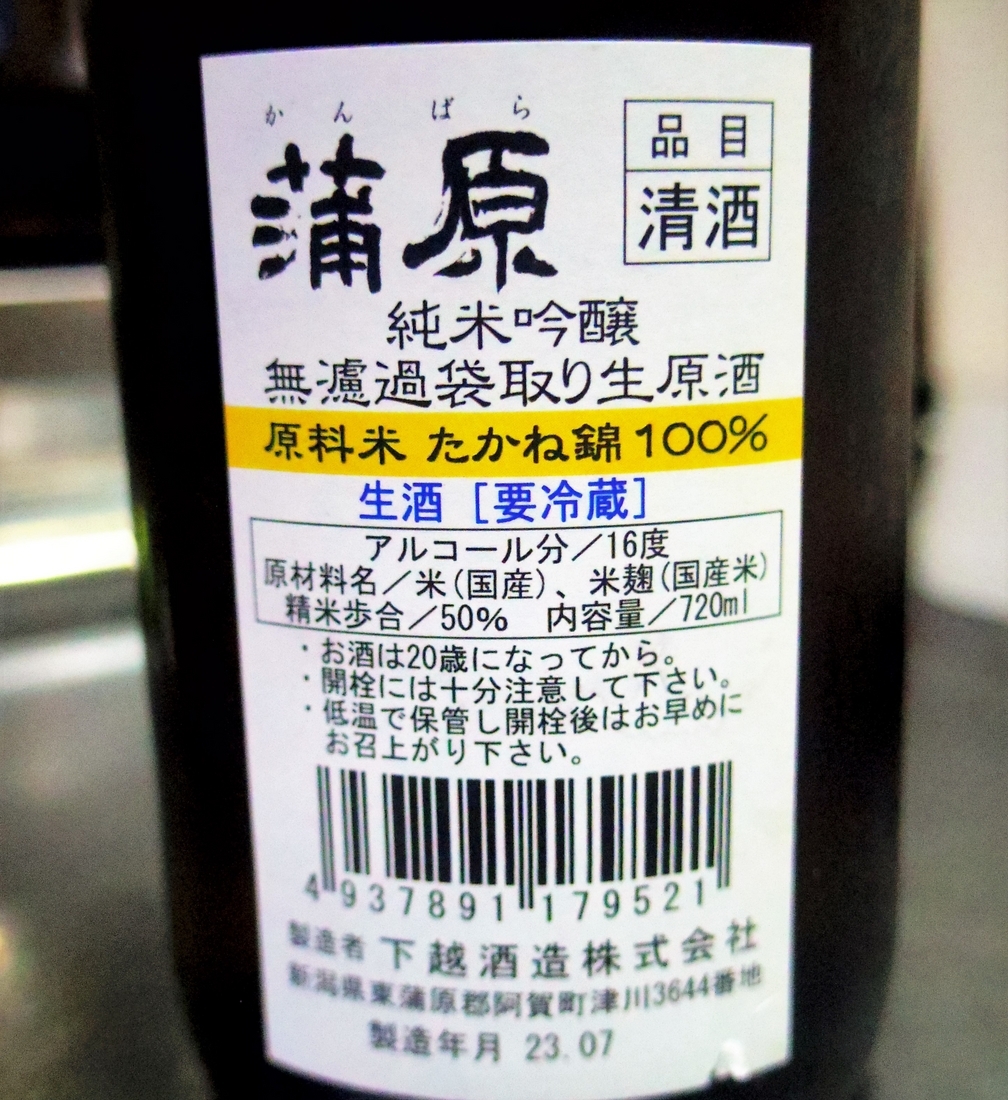 かんばら
蒲原
品目
清酒
純米吟醸
無濾過袋取り生原酒
原料米 たかね錦 100%
生酒 [要冷蔵]
アルコール分／16度
原材料名／米(国産)、米麹(国産米)
精米歩合／50% 内容量／720ml
・お酒は20歳になってから。
・開栓には十分注意して下さい。
・低温で保管し開栓後はお早めに
お召上がり下さい。
4 937891 179521
製造者 下越酒造株式会社
新潟県東蒲原郡阿賀町津川3644番地
製造年月 23.07